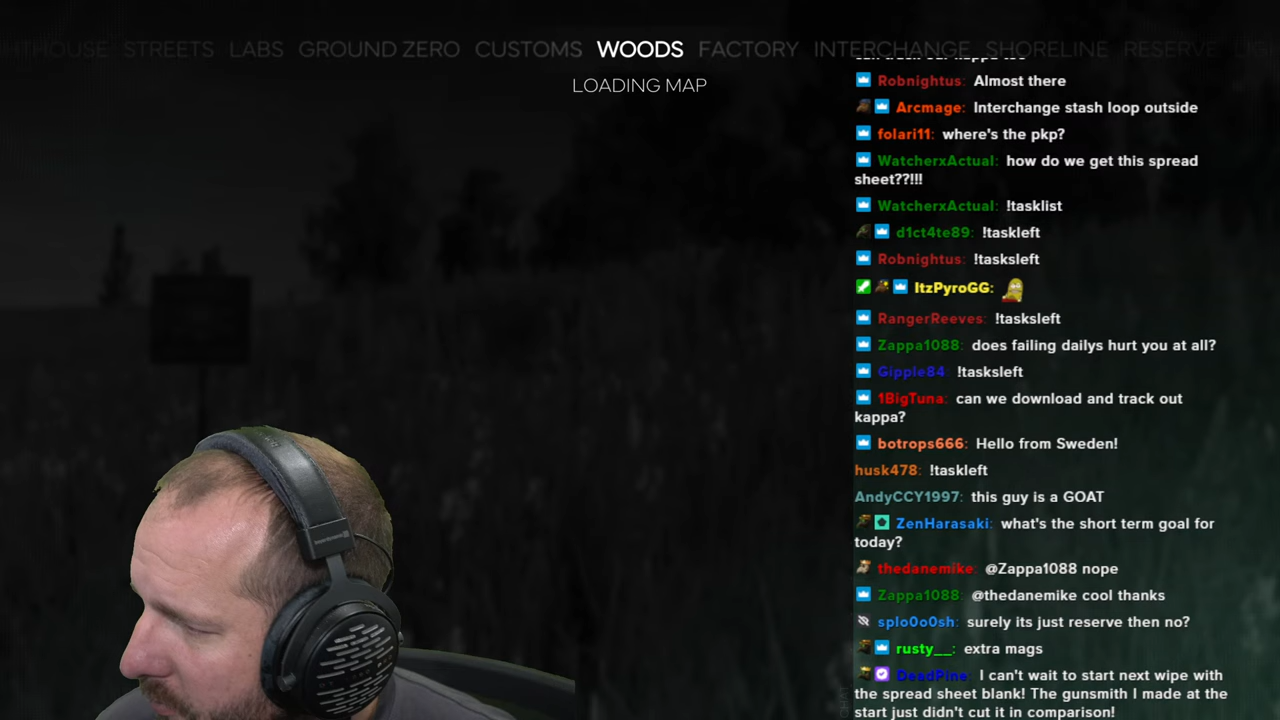 STREETS LABS GROUND ZERO CUSTOMS WOODS FACTORY INTERCHANGE SHORELINE RESERVE
LOADING MAP
Robnightus: Almost there
Arcmage: Interchange stash loop outside
folari11: where's the pkp?
WatcherxActual: how do we get this spread
sheet??!!!
WatcherxActual: !tasklist
d1ct4te89: !taskleft
Robnightus: !tasksleft
ItzPyroGG:
RangerReeves: !tasksleft
Zappa1088: does failing dailys hurt you at all?
Gipple84: !tasksleft
1BigTuna: can we download and track out
kappa?
botrops666: Hello from Sweden!
husk478: !taskleft
AndyCCY1997: this guy is a GOAT
ZenHarasaki: what's the short term goal for
today?
thedanemike: @Zappa1088 nope
Zappa1088: @thedanemike cool thanks
splo0o0sh: surely its just reserve then no?
rusty__: extra mags
DeadPine: I can't wait to start next wipe with
the spread sheet blank! The gunsmith I made at the
start just didn't cut it in comparison!